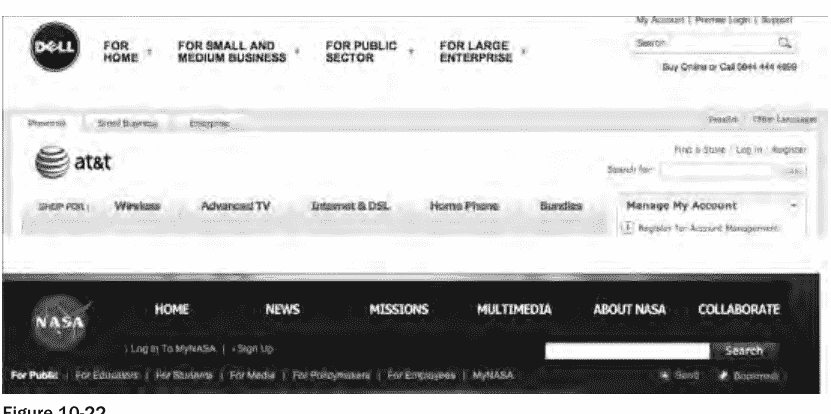 My Account | Premier Login | Support
DELL
FOR HOME
FOR SMALL AND MEDIUM BUSINESS
FOR PUBLIC SECTOR
FOR LARGE ENTERPRISE
Search
Buy Online or Call 0844 444 4699
Personal Small Business Enterprise
Español Other Languages
at&t
Find a Store Log In Register
Search for:
SHOP FOR: Wireless Advanced TV Internet & DSL Home Phone Bundles
Manage My Account
Register for Account Management
NASA
HOME NEWS MISSIONS MULTIMEDIA ABOUT NASA COLLABORATE
› Log In To MyNASA | › Sign Up
Search
For Public | For Educators | For Students | For Media | For Policymakers | For Employees | MyNASA
Send Bookmark
Figure 10-22